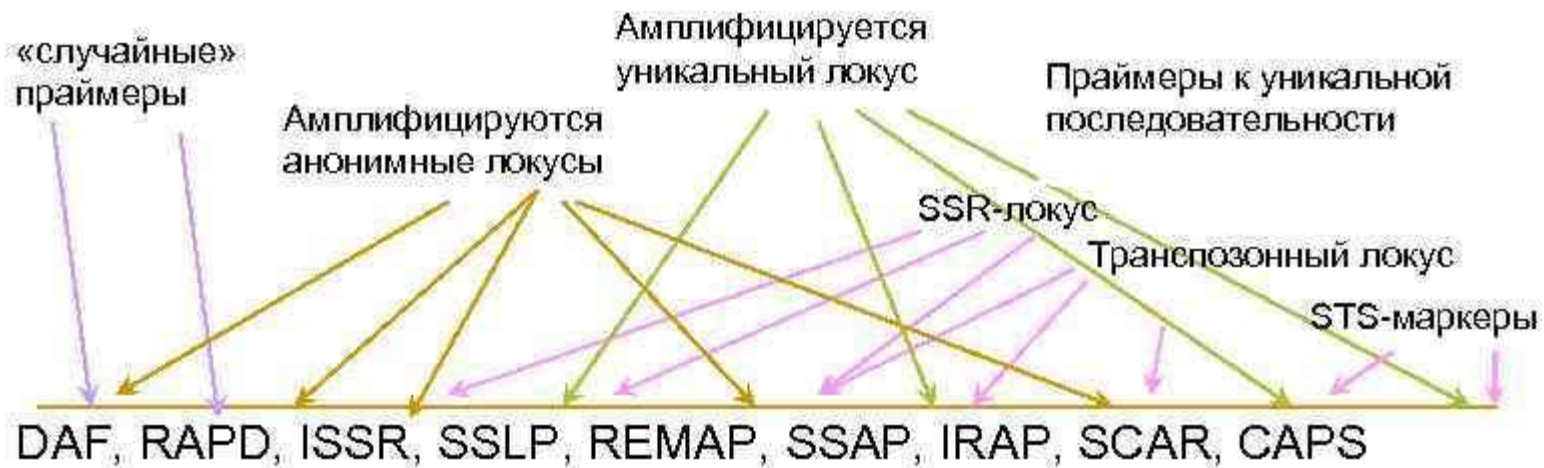 «случайные»
праймеры
Амплифицируются
анонимные локусы
Амплифицируется
уникальный локус
Праймеры к уникальной
последовательности
SSR-локус
Транспозонный локус
STS-маркеры
DAF, RAPD, ISSR, SSLP, REMAP, SSAP, IRAP, SCAR, CAPS